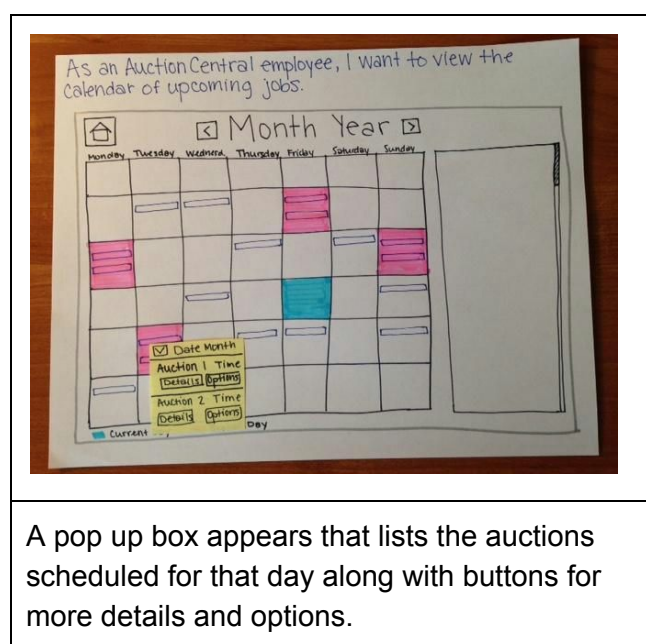 As an Auction Central employee, I want to view the
Calendar of upcoming jobs.
< Month Year >
Monday Tuesday Wednerd Thursday Friday Saturday Sunday
Date Month
Auction 1 Time
Details Options
Auction 2 Time
Details Options
Current Day
A pop up box appears that lists the auctions
scheduled for that day along with buttons for
more details and options.